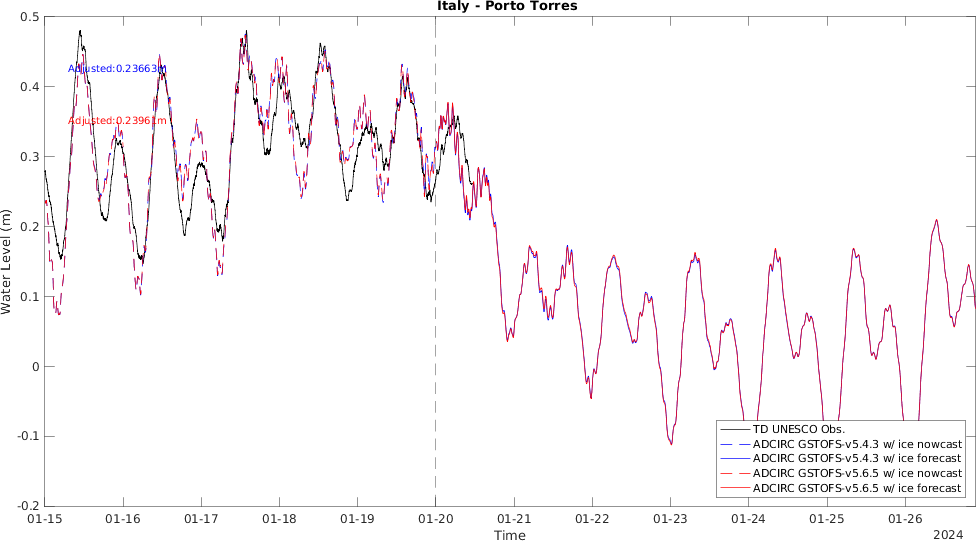 Italy - Porto Torres
0.5
0.4
0.3
0.2
0.1
0
-0.1
-0.2
Water Level (m)
Adjusted:0.23663
Adjusted:0.23961m
TD UNESCO Obs.
ADCIRC GSTOFS-v5.4.3 w/ ice nowcast
ADCIRC GSTOFS-v5.4.3 w/ ice forecast
ADCIRC GSTOFS-v5.6.5 w/ ice nowcast
ADCIRC GSTOFS-v5.6.5 w/ ice forecast
01-15 01-16 01-17 01-18 01-19 01-20 01-21 01-22 01-23 01-24 01-25 01-26
Time
2024